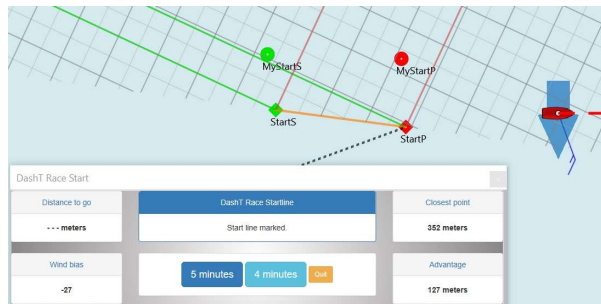 MyStartS
MyStartP
StartS
StartP
DashT Race Start
Distance to go
- - - meters
DashT Race Startline
Start line marked.
Closest point
352 meters
Wind bias
-27
5 minutes
4 minutes
Quit
Advantage
127 meters